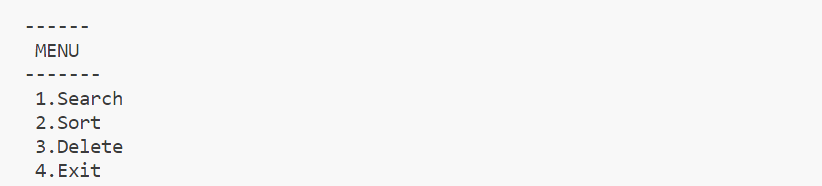 ------
MENU
-------
1.Search
2.Sort
3.Delete
4.Exit